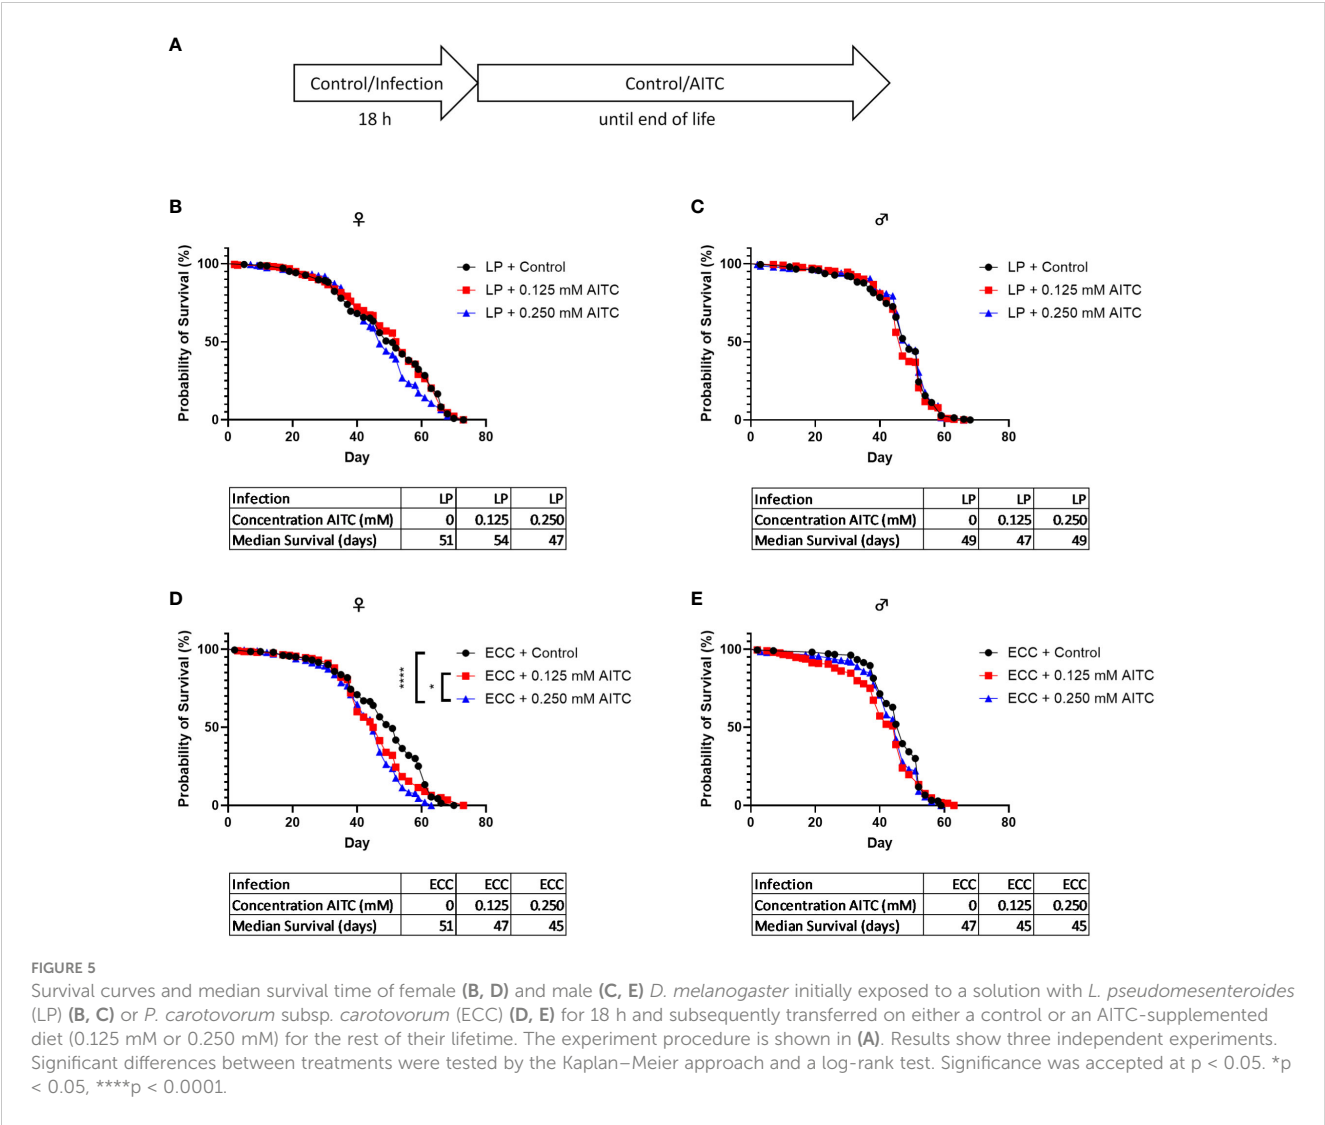 A
Control/Infection
Control/AITC
18 h
until end of life
B
♀
Probability of Survival (%)
100
50
0
0 20 40 60 80
Day
LP + Control
LP + 0.125 mM AITC
LP + 0.250 mM AITC
Infection LP LP LP
Concentration AITC (mM) 0 0.125 0.250
Median Survival (days) 51 54 47
C
♂
Probability of Survival (%)
100
50
0
0 20 40 60 80
Day
LP + Control
LP + 0.125 mM AITC
LP + 0.250 mM AITC
Infection LP LP LP
Concentration AITC (mM) 0 0.125 0.250
Median Survival (days) 49 47 49
D
♀
Probability of Survival (%)
100
50
0
0 20 40 60 80
Day
****
*
ECC + Control
ECC + 0.125 mM AITC
ECC + 0.250 mM AITC
Infection ECC ECC ECC
Concentration AITC (mM) 0 0.125 0.250
Median Survival (days) 51 47 45
E
♂
Probability of Survival (%)
100
50
0
0 20 40 60 80
Day
ECC + Control
ECC + 0.125 mM AITC
ECC + 0.250 mM AITC
Infection ECC ECC ECC
Concentration AITC (mM) 0 0.125 0.250
Median Survival (days) 47 45 45
FIGURE 5
Survival curves and median survival time of female (B, D) and male (C, E) D. melanogaster initially exposed to a solution with L. pseudomesenteroides
(LP) (B, C) or P. carotovorum subsp. carotovorum (ECC) (D, E) for 18 h and subsequently transferred on either a control or an AITC-supplemented
diet (0.125 mM or 0.250 mM) for the rest of their lifetime. The experiment procedure is shown in (A). Results show three independent experiments.
Significant differences between treatments were tested by the Kaplan–Meier approach and a log-rank test. Significance was accepted at p < 0.05. *p
< 0.05, ****p < 0.0001.